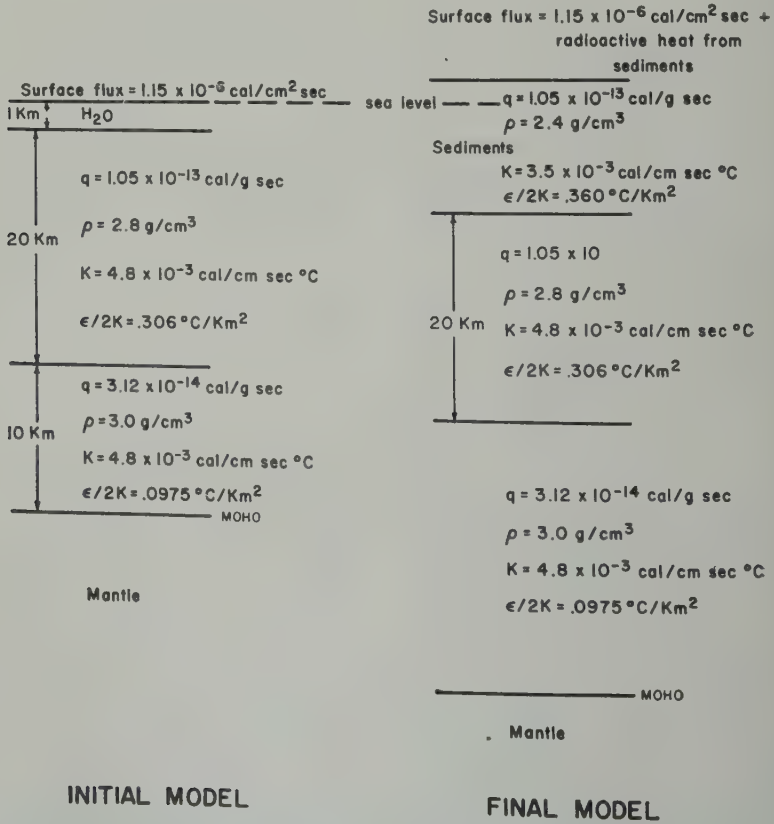 Surface flux = 1.15 x 10⁻⁶ cal/cm² sec
1 Km H₂O
20 Km
q = 1.05 x 10⁻¹³ cal/g sec
ρ = 2.8 g/cm³
K = 4.8 x 10⁻³ cal/cm sec °C
ϵ/2K = .306 °C/Km²
10 Km
q = 3.12 x 10⁻¹⁴ cal/g sec
ρ = 3.0 g/cm³
K = 4.8 x 10⁻³ cal/cm sec °C
ϵ/2K = .0975 °C/Km²
MOHO
Mantle
INITIAL MODEL
sea level
Surface flux = 1.15 x 10⁻⁶ cal/cm² sec +
radioactive heat from
sediments
q = 1.05 x 10⁻¹³ cal/g sec
ρ = 2.4 g/cm³
Sediments
K = 3.5 x 10⁻³ cal/cm sec °C
ϵ/2K = .360 °C/Km²
20 Km
q = 1.05 x 10
ρ = 2.8 g/cm³
K = 4.8 x 10⁻³ cal/cm sec °C
ϵ/2K = .306 °C/Km²
q = 3.12 x 10⁻¹⁴ cal/g sec
ρ = 3.0 g/cm³
K = 4.8 x 10⁻³ cal/cm sec °C
ϵ/2K = .0975 °C/Km²
MOHO
Mantle
FINAL MODEL